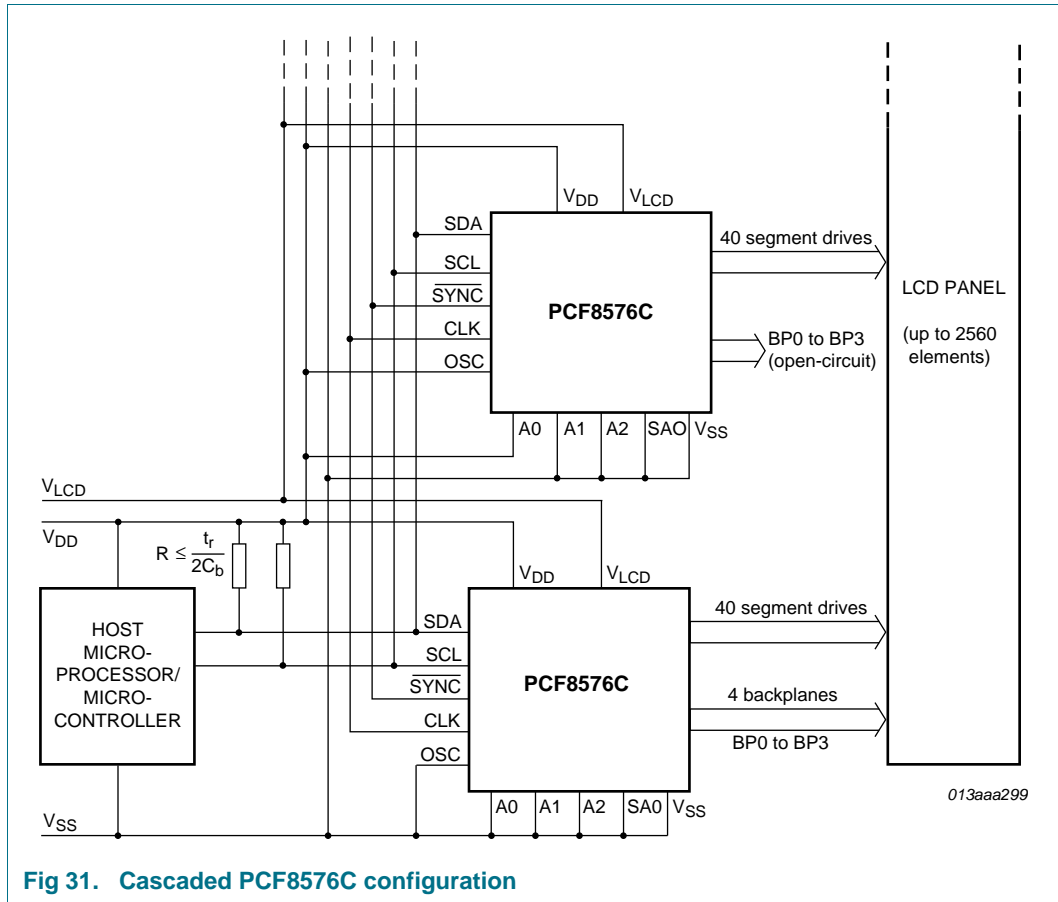 VDD
VLCD
SDA
SCL
SYNC
CLK
OSC
PCF8576C
40 segment drives
BP0 to BP3
(open-circuit)
A0
A1
A2
SAO
VSS
LCD PANEL
(up to 2560
elements)
VLCD
VDD
R ≤ tr/2Cb
HOST
MICRO-
PROCESSOR/
MICRO-
CONTROLLER
VDD
VLCD
SDA
SCL
SYNC
CLK
OSC
PCF8576C
40 segment drives
4 backplanes
BP0 to BP3
A0
A1
A2
SA0
VSS
VSS
013aaa299
Fig 31. Cascaded PCF8576C configuration